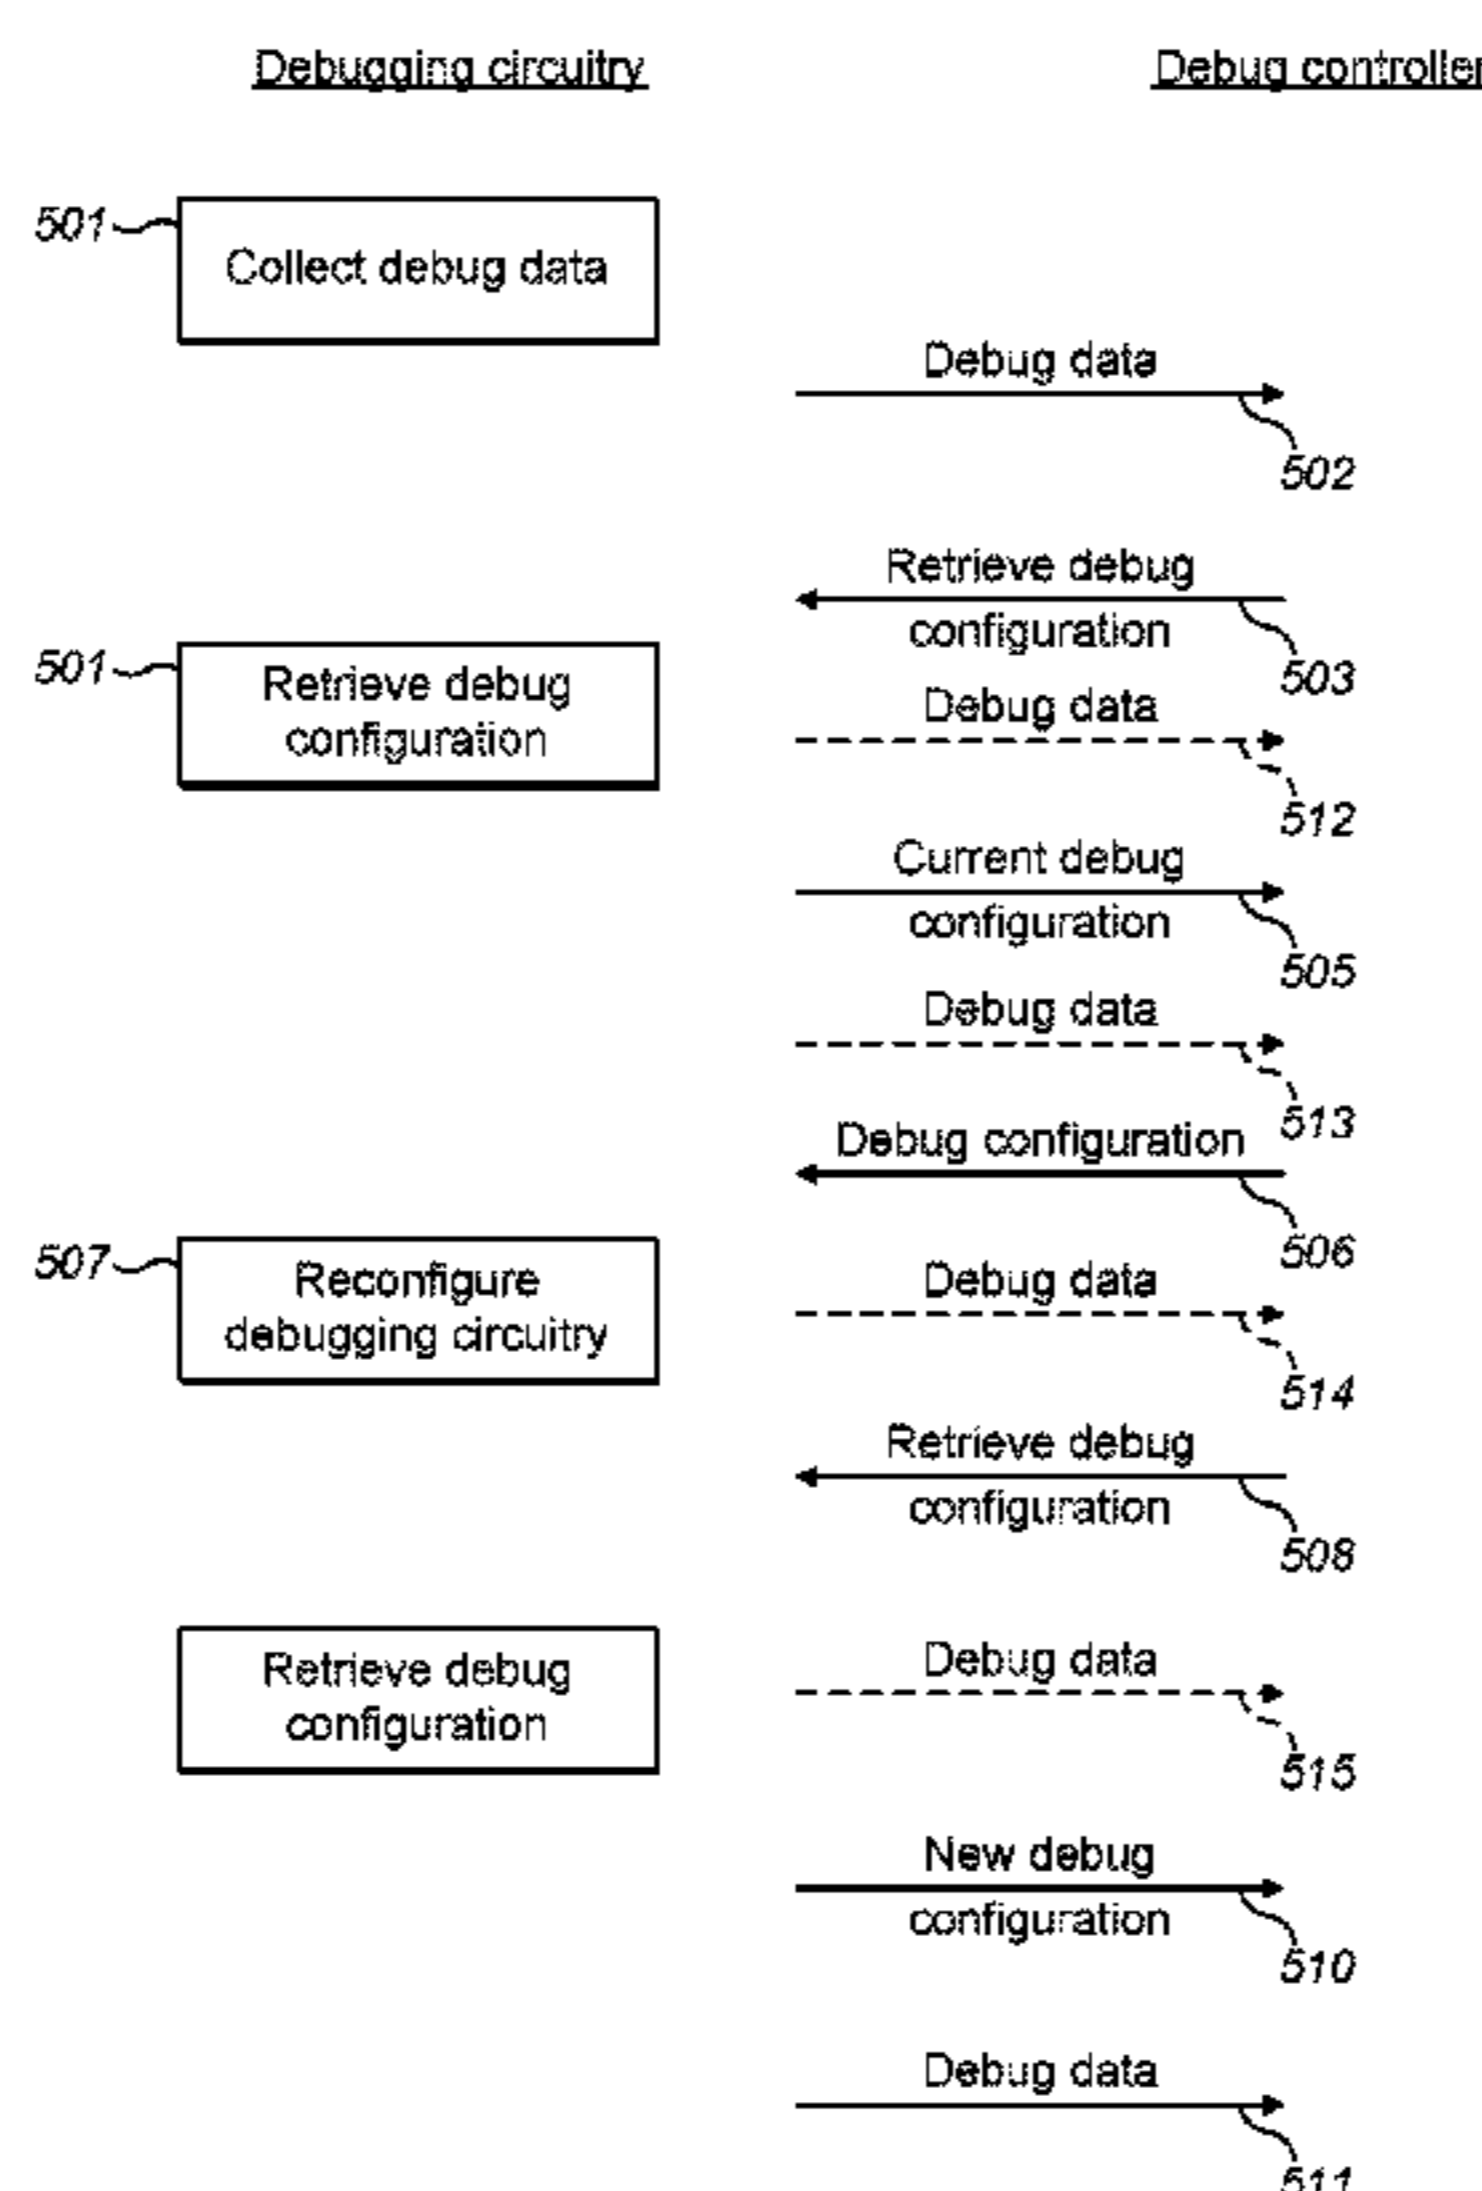 Debugging circuitry
Debug controller
501
Collect debug data
Debug data
502
Retrieve debug
configuration
503
501
Retrieve debug
configuration
Debug data
512
Current debug
configuration
505
Debug data
513
Debug configuration
506
507
Reconfigure
debugging circuitry
Debug data
514
Retrieve debug
configuration
508
Retrieve debug
configuration
Debug data
515
New debug
configuration
510
Debug data
511